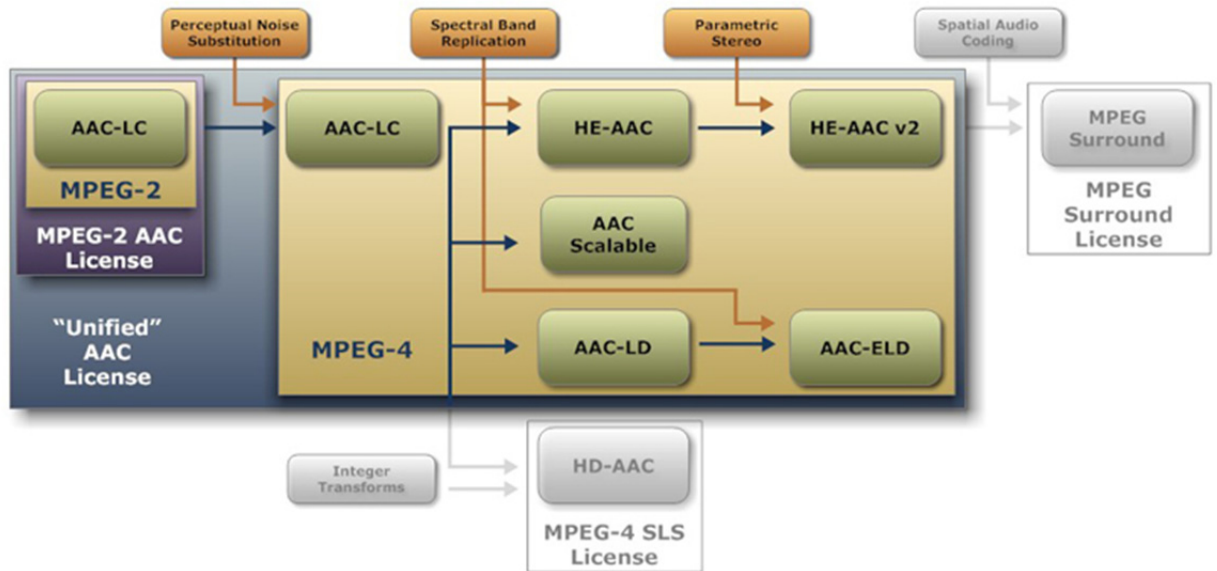 Perceptual Noise
Substitution
Spectral Band
Replication
Parametric
Stereo
Spatial Audio
Coding
AAC-LC
MPEG-2
MPEG-2 AAC
License
"Unified"
AAC
License
AAC-LC
MPEG-4
HE-AAC
HE-AAC v2
AAC
Scalable
AAC-LD
AAC-ELD
MPEG
Surround
MPEG
Surround
License
Integer
Transforms
HD-AAC
MPEG-4 SLS
License